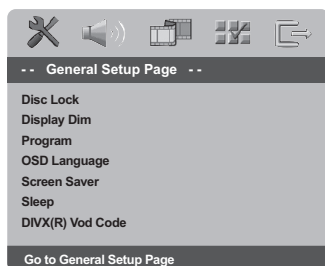 - - General Setup Page - -
Disc Lock
Display Dim
Program
OSD Language
Screen Saver
Sleep
DIVX(R) Vod Code
Go to General Setup Page